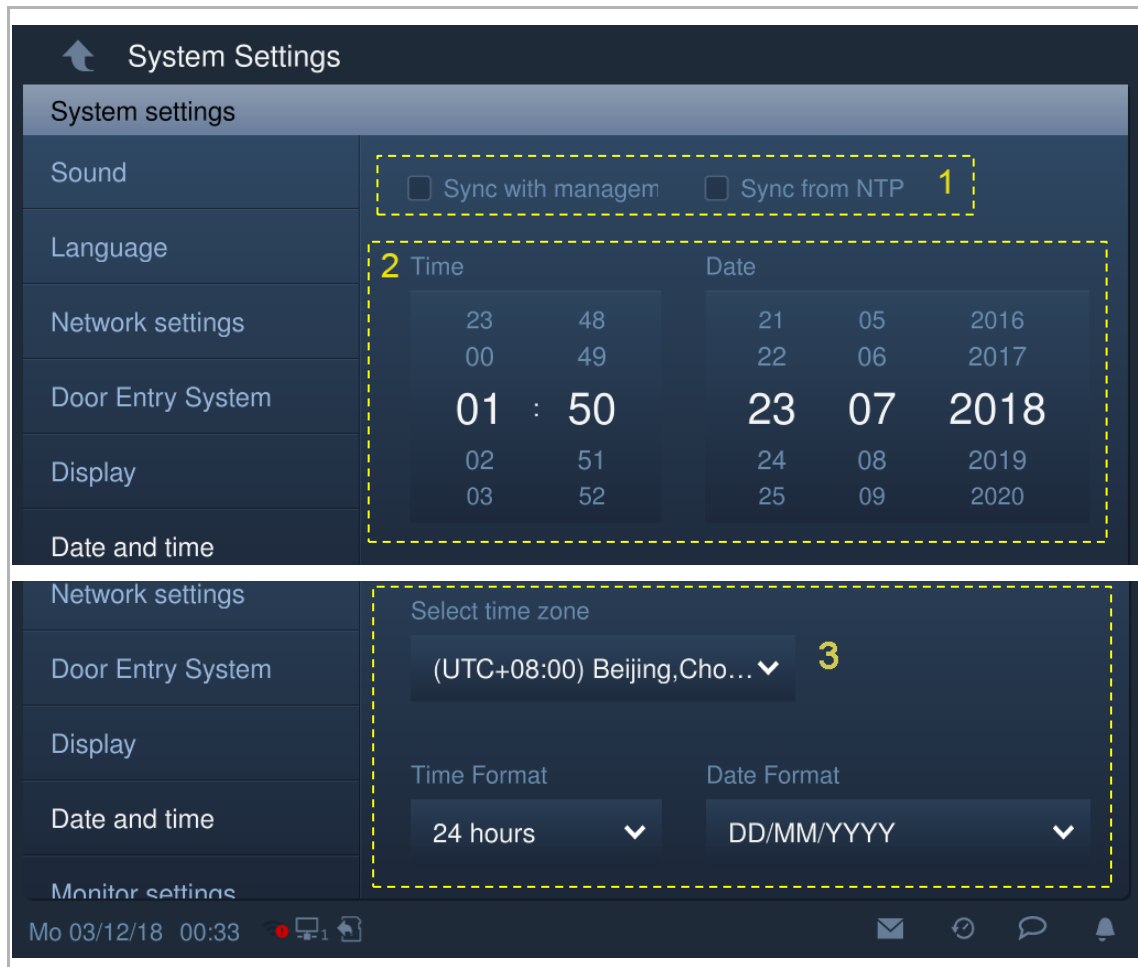 System Settings
System settings
Sound
Language
Network settings
Door Entry System
Display
Date and time
Sync with managem
Sync from NTP
1
2
Time
Date
23 48 21 05 2016
00 49 22 06 2017
01 : 50 23 07 2018
02 51 24 08 2019
03 52 25 09 2020
Network settings
Door Entry System
Display
Date and time
Monitor settings
Select time zone
(UTC+08:00) Beijing,Cho...
3
Time Format
Date Format
24 hours
DD/MM/YYYY
Mo 03/12/18 00:33
1